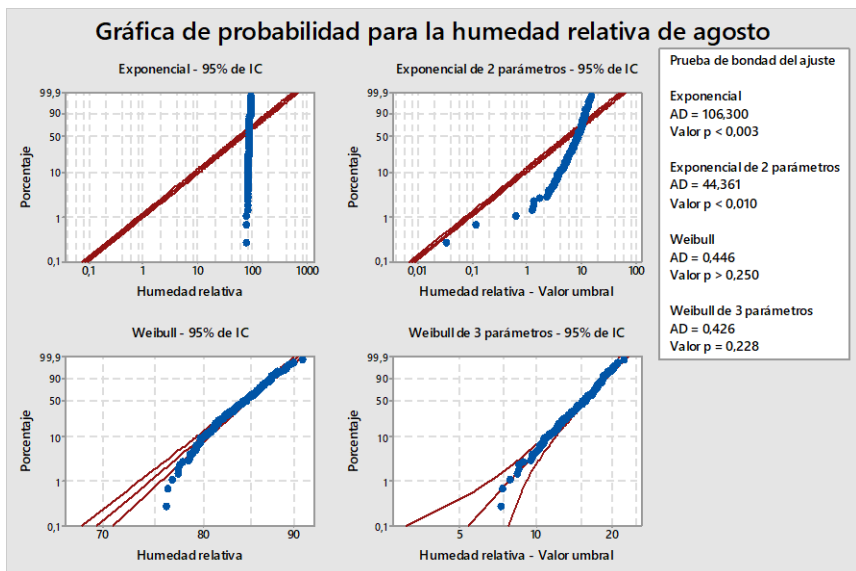 Gráfica de probabilidad para la humedad relativa de agosto
Exponencial - 95% de IC
99,9
90
50
10
1
0,1
Porcentaje
0,1
1
10
100
1000
Humedad relativa
Exponencial de 2 parámetros - 95% de IC
99,9
90
50
10
1
0,1
Porcentaje
0,01
0,1
1
10
100
Humedad relativa - Valor umbral
Weibull - 95% de IC
99,9
90
50
10
1
0,1
Porcentaje
70
80
90
Humedad relativa
Weibull de 3 parámetros - 95% de IC
99,9
90
50
10
1
0,1
Porcentaje
5
10
20
Humedad relativa - Valor umbral
Prueba de bondad del ajuste
Exponencial
AD = 106,300
Valor p < 0,003
Exponencial de 2 parámetros
AD = 44,361
Valor p < 0,010
Weibull
AD = 0,446
Valor p > 0,250
Weibull de 3 parámetros
AD = 0,426
Valor p = 0,228